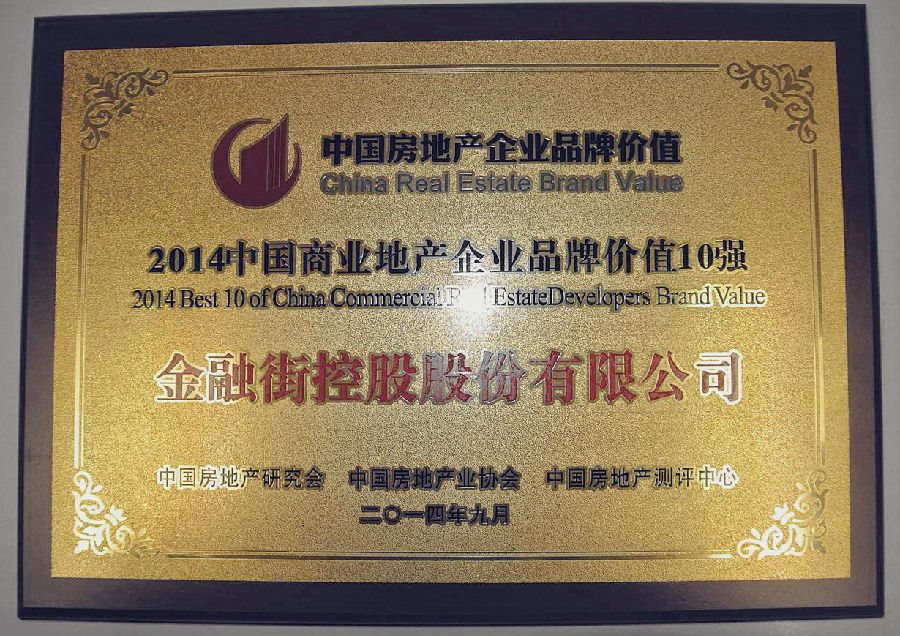 中国房地产企业品牌价值
China Real Estate Brand Value
2014中国商业地产企业品牌价值10强
2014 Best 10 of China Commercial Real EstateDevelopers Brand Value
金融街控股股份有限公司
中国房地产研究会 中国房地产业协会 中国房地产测评中心
二〇一四年九月